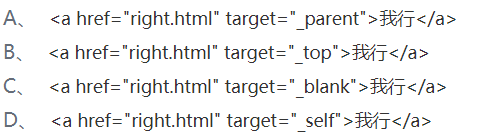 A、 <a href="right.html" target="_parent">我行</a>
B、 <a href="right.html" target="_top">我行</a>
C、 <a href="right.html" target="_blank">我行</a>
D、 <a href="right.html" target="_self">我行</a>